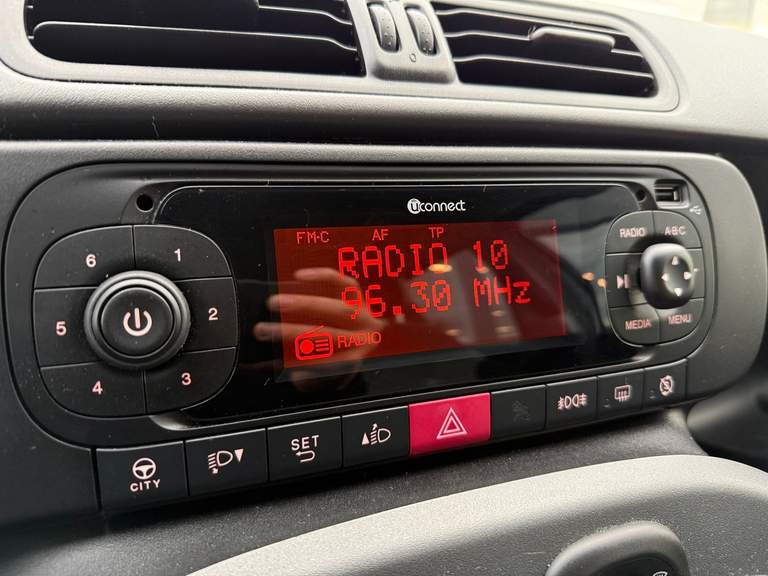 uconnect
FM-C AF TP
RADIO 10
96.30 MHz
RADIO
6 1
5 2
4 3
RADIO A·B·C
MEDIA MENU
CITY
SET